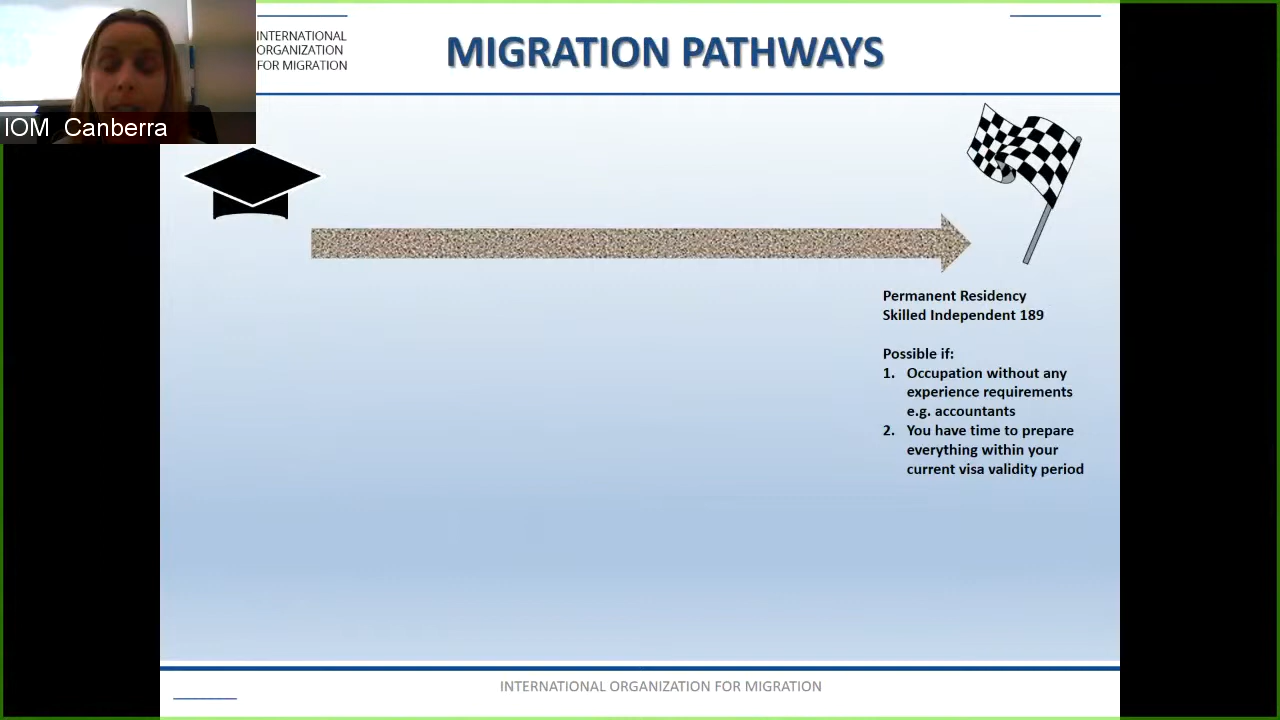 INTERNATIONAL
ORGANIZATION
FOR MIGRATION
MIGRATION PATHWAYS
IOM Canberra
Permanent Residency
Skilled Independent 189
Possible if:
1. Occupation without any
experience requirements
e.g. accountants
2. You have time to prepare
everything within your
current visa validity period
INTERNATIONAL ORGANIZATION FOR MIGRATION